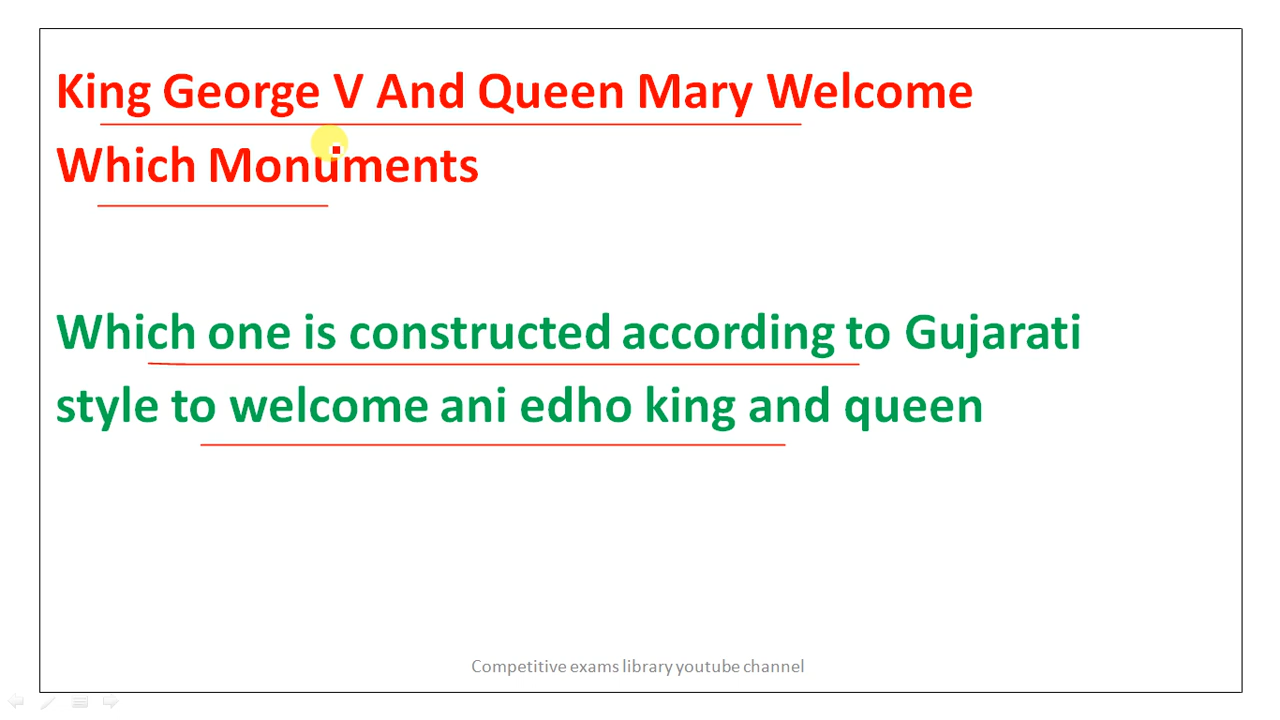 King George V And Queen Mary Welcome
Which Monuments
Which one is constructed according to Gujarati
style to welcome ani edho king and queen
Competitive exams library youtube channel